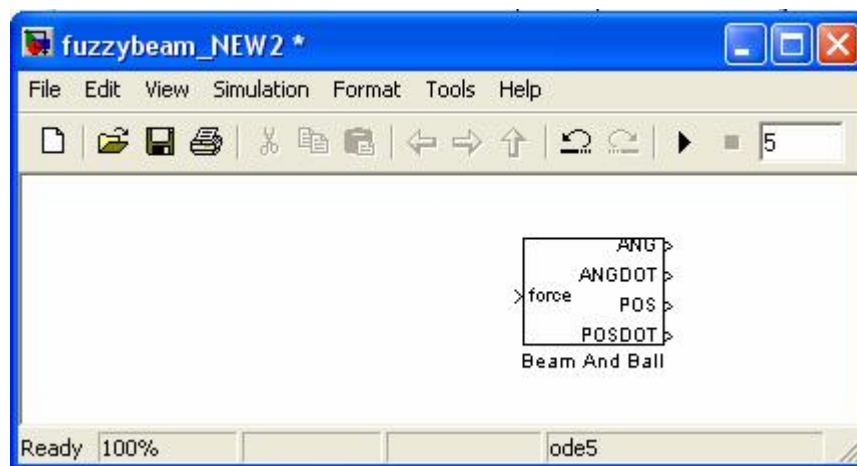 fuzzybeam_NEW2 *
File Edit View Simulation Format Tools Help
5
ANG
ANGDOT
force
POS
POSDOT
Beam And Ball
Ready 100% ode5